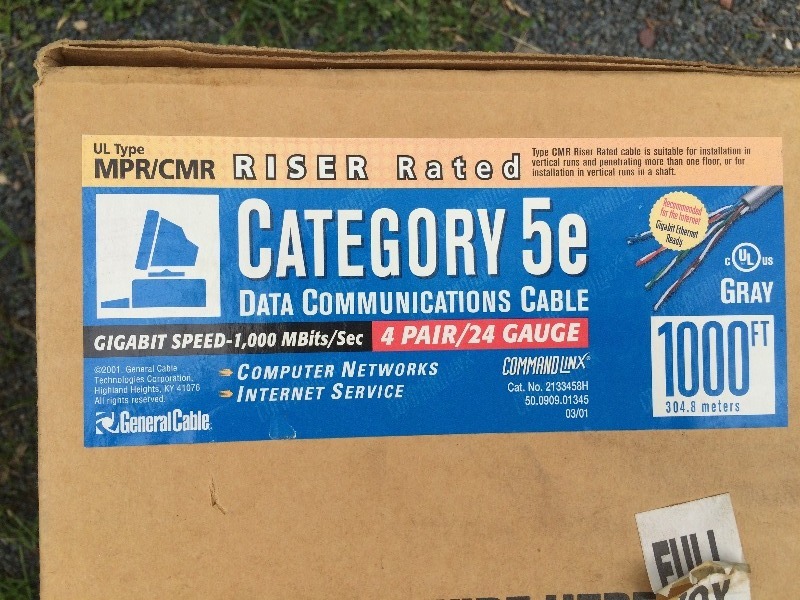 UL Type
MPR/CMR
RISER Rated
Type CMR Riser Rated cable is suitable for installation in
vertical runs and penetrating more than one floor, or for
installation in vertical runs in a shaft.
CATEGORY 5e
DATA COMMUNICATIONS CABLE
Recommended
for the Internet
Gigabit Ethernet
Ready
C UL US
GRAY
GIGABIT SPEED-1,000 MBits/Sec
4 PAIR/24 GAUGE
1000 FT
304.8 meters
©2001, General Cable
Technologies Corporation,
Highland Heights, KY 41076
All rights reserved.
General Cable®
COMPUTER NETWORKS
INTERNET SERVICE
COMMANDLINX®
Cat. No. 2133458H
50.0909.01345
03/01
FULL